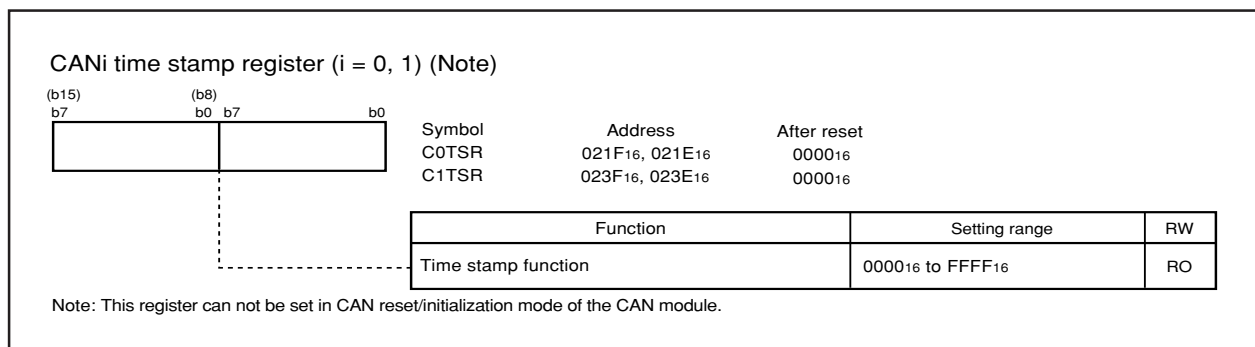 CANi time stamp register (i = 0, 1) (Note)
(b15) (b8)
b7 b0 b7 b0
Symbol Address After reset
C0TSR 021F16, 021E16 000016
C1TSR 023F16, 023E16 000016
Function Setting range RW
Time stamp function 000016 to FFFF16 RO
Note: This register can not be set in CAN reset/initialization mode of the CAN module.